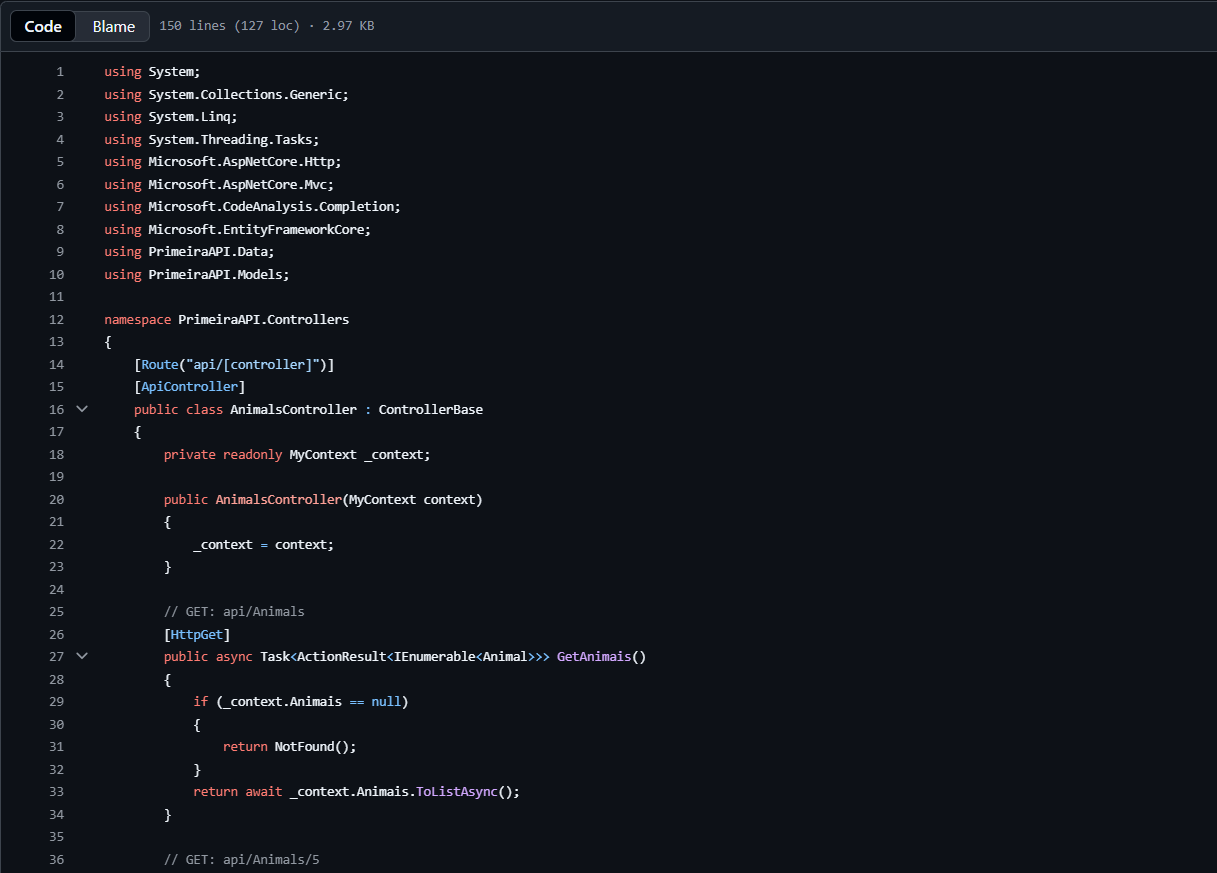 Code Blame 150 lines (127 loc) · 2.97 KB
1 using System;
2 using System.Collections.Generic;
3 using System.Linq;
4 using System.Threading.Tasks;
5 using Microsoft.AspNetCore.Http;
6 using Microsoft.AspNetCore.Mvc;
7 using Microsoft.CodeAnalysis.Completion;
8 using Microsoft.EntityFrameworkCore;
9 using PrimeiraAPI.Data;
10 using PrimeiraAPI.Models;
11
12 namespace PrimeiraAPI.Controllers
13 {
14     [Route("api/[controller]")]
15     [ApiController]
16     public class AnimalsController : ControllerBase
17     {
18         private readonly MyContext _context;
19
20         public AnimalsController(MyContext context)
21         {
22             _context = context;
23         }
24
25         // GET: api/Animals
26         [HttpGet]
27         public async Task<ActionResult<IEnumerable<Animal>>> GetAnimais()
28         {
29             if (_context.Animais == null)
30             {
31                 return NotFound();
32             }
33             return await _context.Animais.ToListAsync();
34         }
35
36         // GET: api/Animals/5